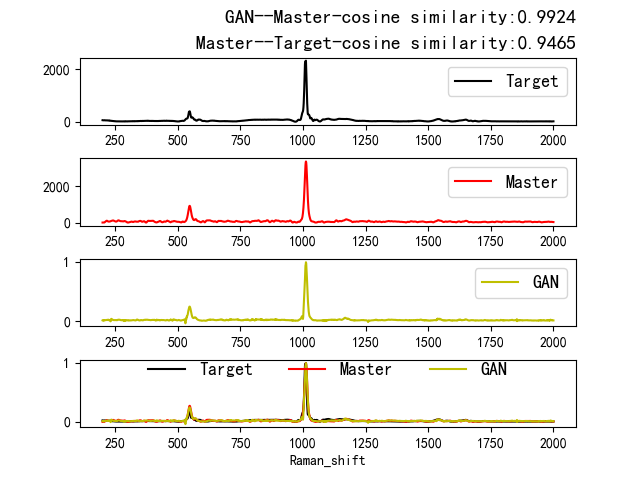 GAN--Master-cosine similarity:0.9924
Master--Target-cosine similarity:0.9465
2000
0
Target
250 500 750 1000 1250 1500 1750 2000
2000
0
Master
250 500 750 1000 1250 1500 1750 2000
1
0
GAN
250 500 750 1000 1250 1500 1750 2000
1
0
Target Master GAN
250 500 750 1000 1250 1500 1750 2000
Raman_shift